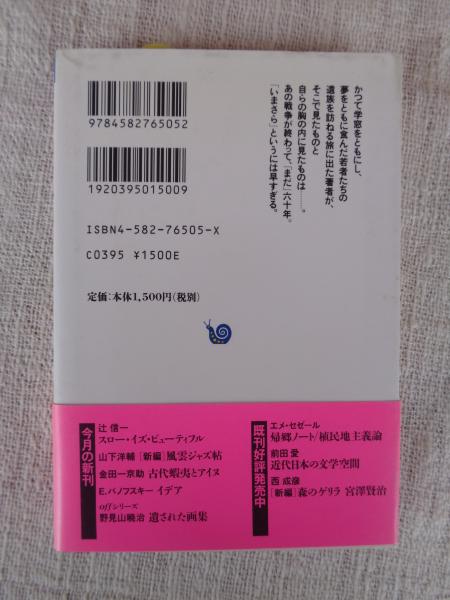 かつて学窓をともにし、
夢をともに食んだ若者たちの
遺族を訪ねる旅に出た著者が、
そこで見たものと
自らの胸の内に見たものは……。
あの戦争が終わって、「まだ」六十年。
「いまさら」というには早すぎる。
9784582765052
1920395015009
ISBN4-582-76505-X
C0395 ¥1500E
定価:本体1,500円(税別)
今月の新刊
辻 信一
スロー・イズ・ビューティフル
山下洋輔 [新編]風雲ジャズ帖
金田一京助 古代蝦夷とアイヌ
E.パノフスキー イデア
offシリーズ
野見山暁治 遺された画集
既刊好評発売中
エメ・セゼール
帰郷ノート/植民地主義論
前田 愛
近代日本の文学空間
西 成彦
[新編]森のゲリラ 宮澤賢治